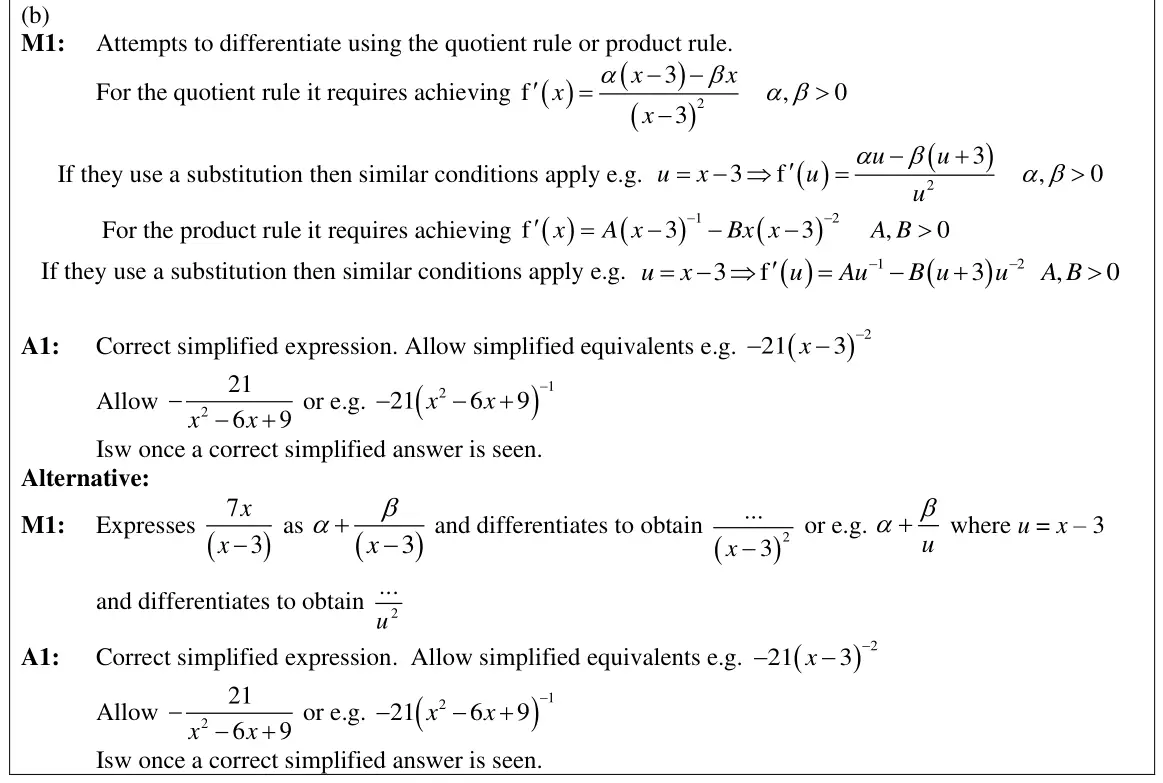 (b)
M1: Attempts to differentiate using the quotient rule or product rule.
For the quotient rule it requires achieving f′(x) = (α(x−3)−βx)/(x−3)² α, β > 0
If they use a substitution then similar conditions apply e.g. u = x−3 ⇒ f′(u) = (αu−β(u+3))/u² α, β > 0
For the product rule it requires achieving f′(x) = A(x−3)⁻¹ − Bx(x−3)⁻² A, B > 0
If they use a substitution then similar conditions apply e.g. u = x−3 ⇒ f′(u) = Au⁻¹ − B(u+3)u⁻² A, B > 0
A1: Correct simplified expression. Allow simplified equivalents e.g. −21(x−3)⁻²
Allow −21/(x²−6x+9) or e.g. −21(x²−6x+9)⁻¹
Isw once a correct simplified answer is seen.
Alternative:
M1: Expresses 7x/(x−3) as α + β/(x−3) and differentiates to obtain .../(x−3)² or e.g. α + β/u where u = x – 3
and differentiates to obtain .../u²
A1: Correct simplified expression. Allow simplified equivalents e.g. −21(x−3)⁻²
Allow −21/(x²−6x+9) or e.g. −21(x²−6x+9)⁻¹
Isw once a correct simplified answer is seen.